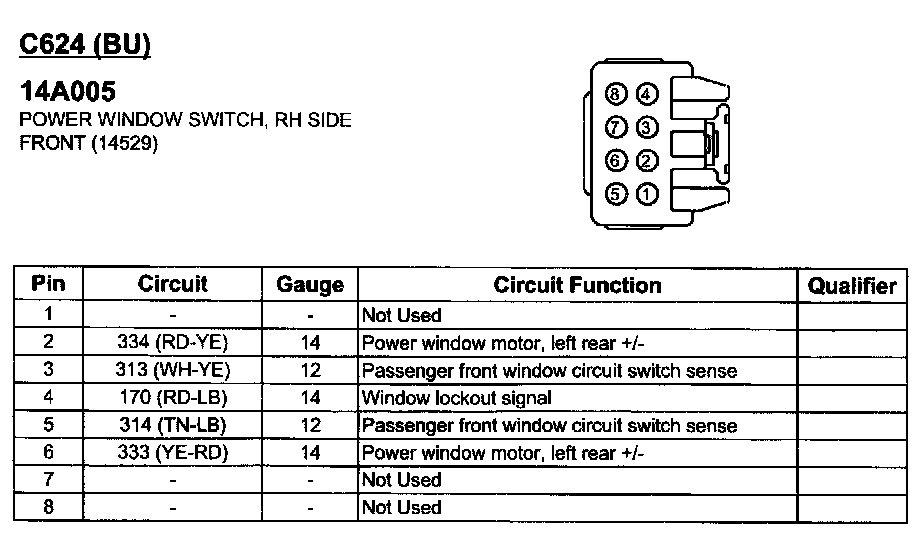 C624 (BU)
14A005
POWER WINDOW SWITCH, RH SIDE
FRONT (14529)
8 4
7 3
6 2
5 1
Pin Circuit Gauge Circuit Function Qualifier
1 - - Not Used
2 334 (RD-YE) 14 Power window motor, left rear +/-
3 313 (WH-YE) 12 Passenger front window circuit switch sense
4 170 (RD-LB) 14 Window lockout signal
5 314 (TN-LB) 12 Passenger front window circuit switch sense
6 333 (YE-RD) 14 Power window motor, left rear +/-
7 - - Not Used
8 - - Not Used